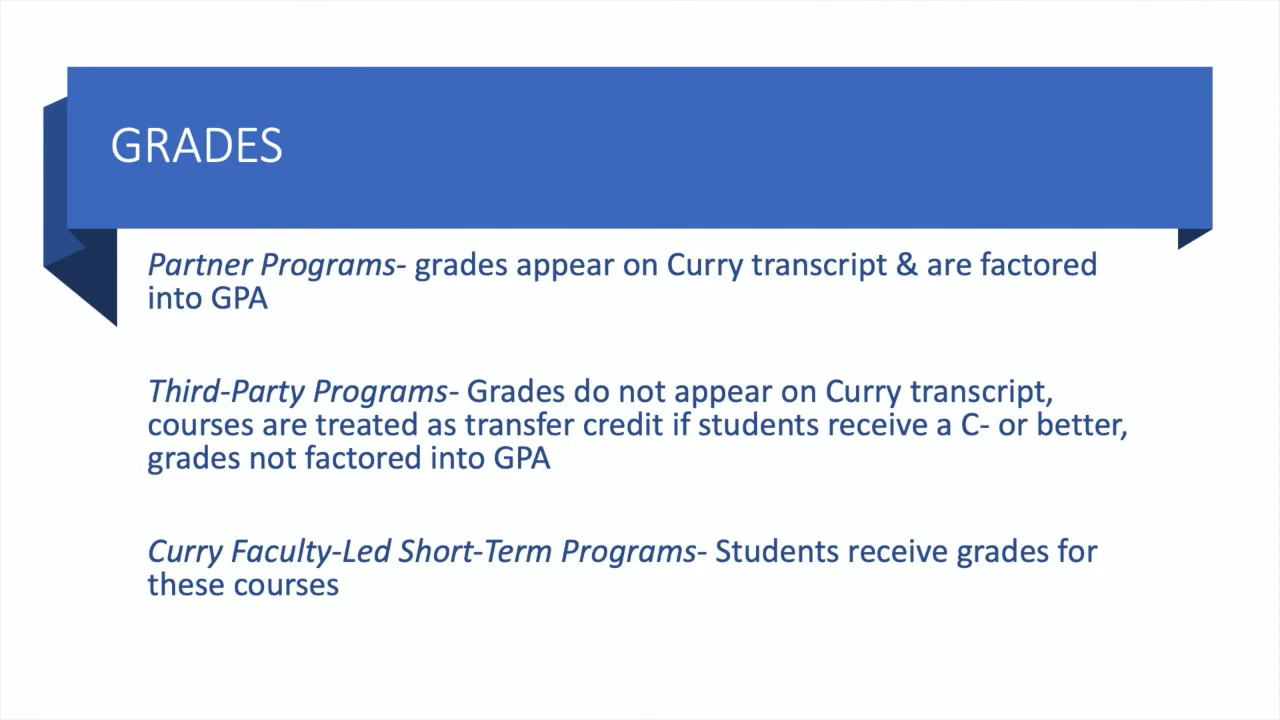 GRADES
Partner Programs- grades appear on Curry transcript & are factored
into GPA
Third-Party Programs- Grades do not appear on Curry transcript,
courses are treated as transfer credit if students receive a C- or better,
grades not factored into GPA
Curry Faculty-Led Short-Term Programs- Students receive grades for
these courses